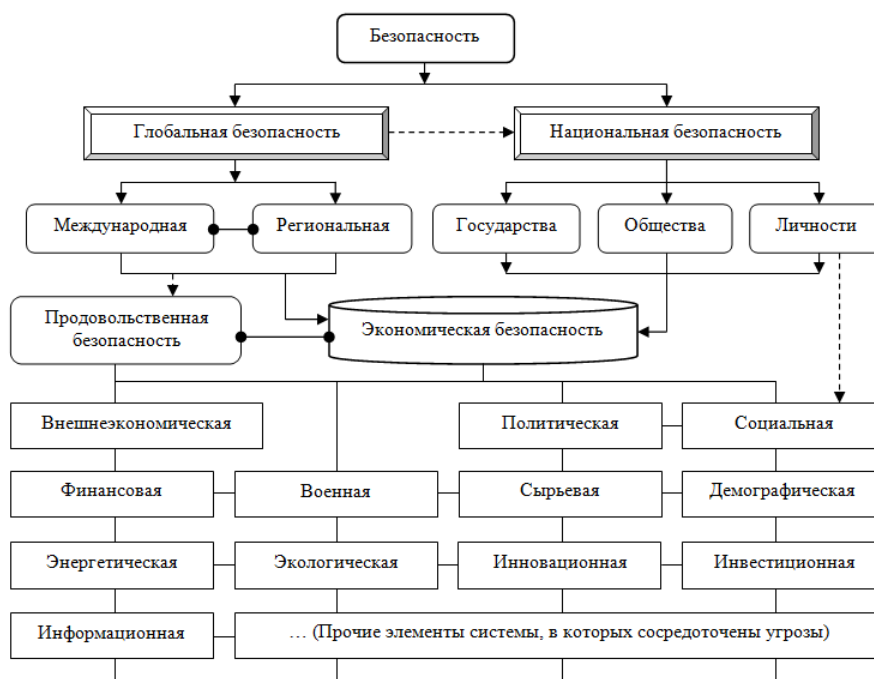 Безопасность
Глобальная безопасность
Национальная безопасность
Международная
Региональная
Государства
Общества
Личности
Продовольственная
безопасность
Экономическая безопасность
Внешнеэкономическая
Политическая
Социальная
Финансовая
Военная
Сырьевая
Демографическая
Энергетическая
Экологическая
Инновационная
Инвестиционная
Информационная
... (Прочие элементы системы, в которых сосредоточены угрозы)